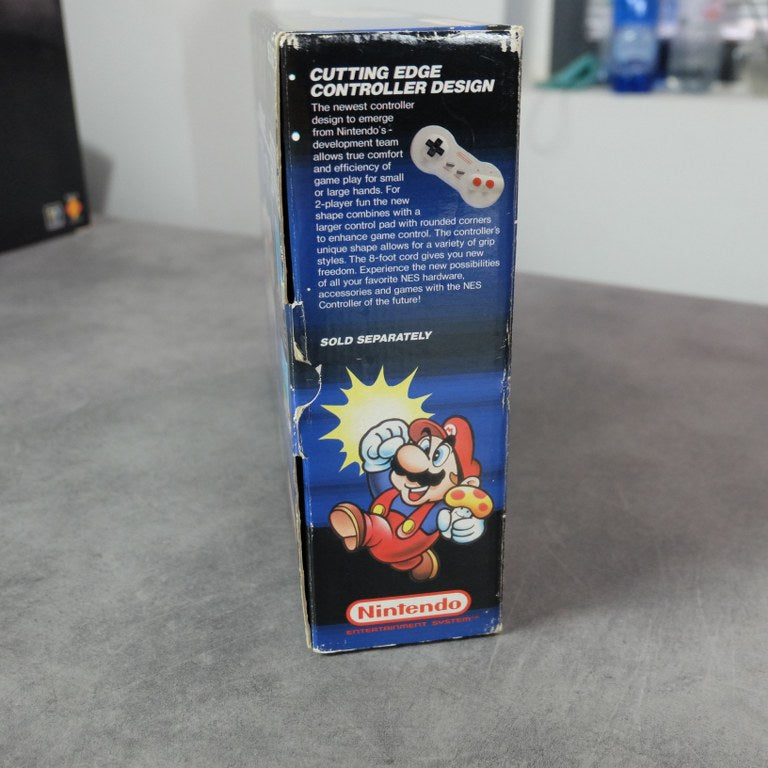 CUTTING EDGE
CONTROLLER DESIGN
The newest controller
design to emerge
from Nintendo's-
development team
allows true comfort
and efficiency of
game play for small
or large hands. For
2-player fun the new
shape combines with a
larger control pad with rounded corners
to enhance game control. The controller's
unique shape allows for a variety of grip
styles. The 8-foot cord gives you new
freedom. Experience the new possibilities
of all your favorite NES hardware,
accessories and games with the NES
Controller of the future!
SOLD SEPARATELY
M
Nintendo
ENTERTAINMENT SYSTEM™